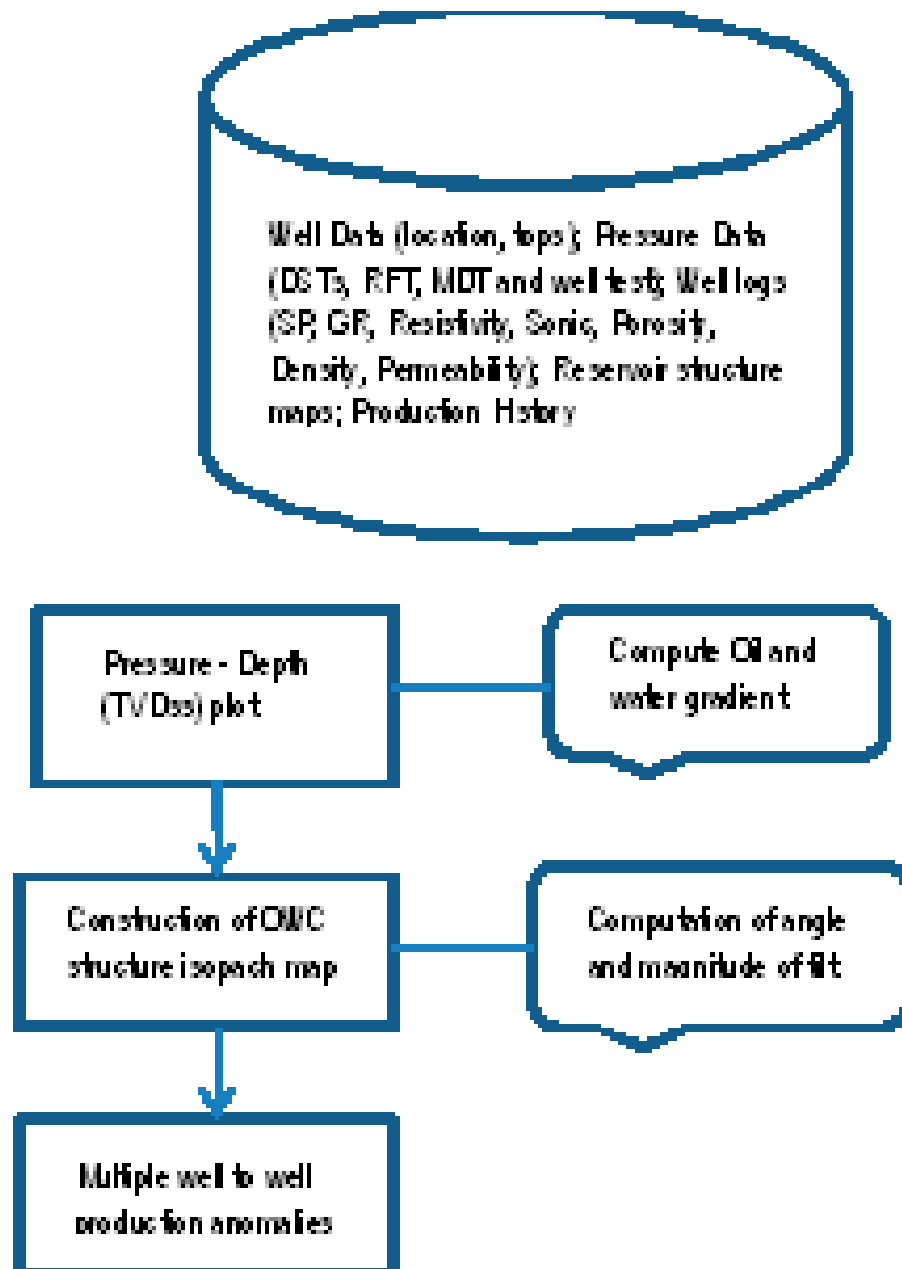 Well Data (location, tops); Pressure Data
(DSTs, RFT, MDT and well test); Well logs
(SP, GR, Resistivity, Sonic, Porosity,
Density, Permeability); Reservoir structure
maps; Production History
Pressure - Depth
(TVDss) plot
Compute Oil and
water gradient
Construction of OWC
structure isopach map
Computation of angle
and magnitude of tilt
Multiple well to well
production anomalies